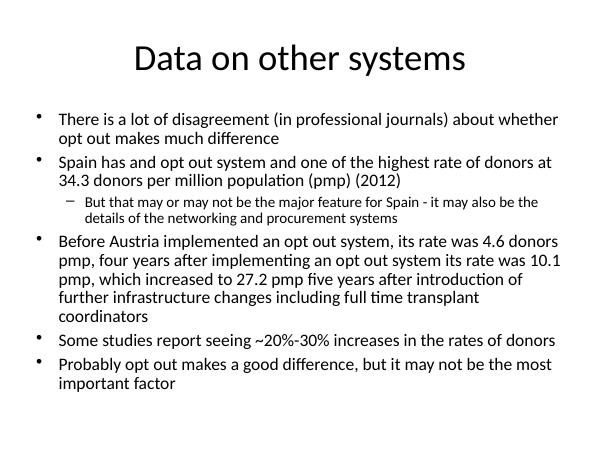 Data on other systems
• There is a lot of disagreement (in professional journals) about whether
opt out makes much difference
• Spain has and opt out system and one of the highest rate of donors at
34.3 donors per million population (pmp) (2012)
– But that may or may not be the major feature for Spain - it may also be the
details of the networking and procurement systems
• Before Austria implemented an opt out system, its rate was 4.6 donors
pmp, four years after implementing an opt out system its rate was 10.1
pmp, which increased to 27.2 pmp five years after introduction of
further infrastructure changes including full time transplant
coordinators
• Some studies report seeing ~20%-30% increases in the rates of donors
• Probably opt out makes a good difference, but it may not be the most
important factor